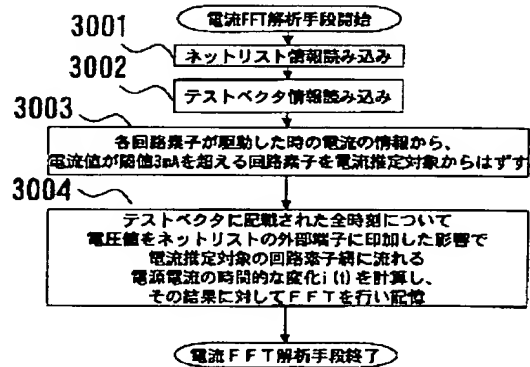 電流FFT解析手段開始
3001
ネットリスト情報読み込み
3002
テストベクタ情報読み込み
3003
各回路素子が駆動した時の電流の情報から、
電流値が閾値3mAを超える回路素子を電流推定対象からはずす
3004
テストベクタに記載された全時刻について
電圧値をネットリストの外部端子に印加した影響で
電流推定対象の回路素子網に流れる
電源電流の時間的な変化i(t)を計算し、
その結果に対してＦＦＴを行い記憶
電流ＦＦＴ解析手段終了